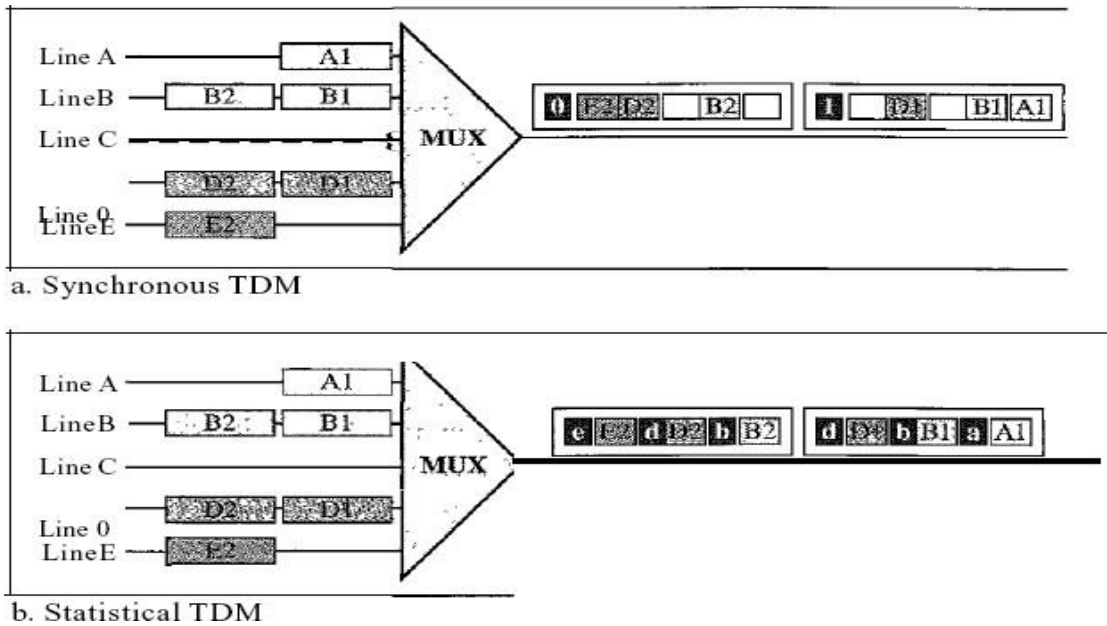 Line A
A1
LineB
B2
B1
Line C
MUX
D2
D1
Line 0
LineE
E2
0 E2 D2 B2
1 D1 B1 A1
a. Synchronous TDM
Line A
A1
LineB
B2
B1
Line C
MUX
D2
D1
Line 0
LineE
E2
e E2 d D2 b B2
d D1 b B1 a A1
b. Statistical TDM